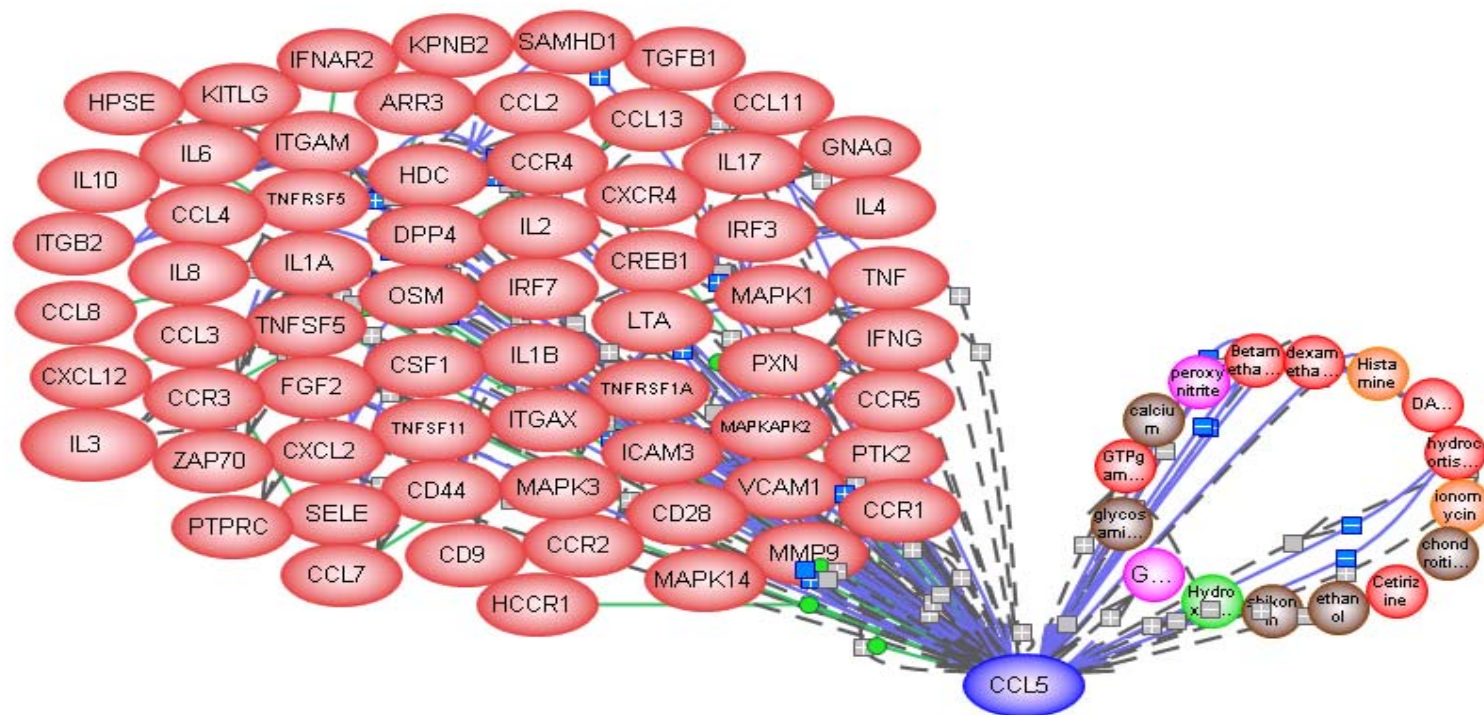 IFNAR2
KPNB2
SAMHD1
TGFB1
HPSE
KITLG
ARR3
CCL2
CCL13
CCL11
IL10
IL6
ITGAM
HDC
CCR4
IL17
GNAQ
ITGB2
CCL4
TNFRSF5
DPP4
IL2
CXCR4
IRF3
IL4
IL8
IL1A
OSM
IRF7
CREB1
MAPK1
TNF
CCL8
CCL3
TNFSF5
CSF1
IL1B
LTA
PXN
IFNG
CXCL12
CCR3
FGF2
TNFSF11
ITGAX
TNFRSF1A
MAPKAPK2
CCR5
IL3
ZAP70
CXCL2
CD44
MAPK3
ICAM3
VCAM1
PTK2
PTPRC
SELE
CD9
CCR2
CD28
MMP9
CCR1
CCL7
HCCR1
MAPK14
CCL5
Betam
etha ...
dexam
etha ...
Hista
mine
peroxy
nitrite
DA...
calciu
m
hydroc
ortis...
GTPg
am...
ionom
ycin
glycos
ami...
chond
roiti...
G...
Hydro
ethan
ol
Cetiriz
ine